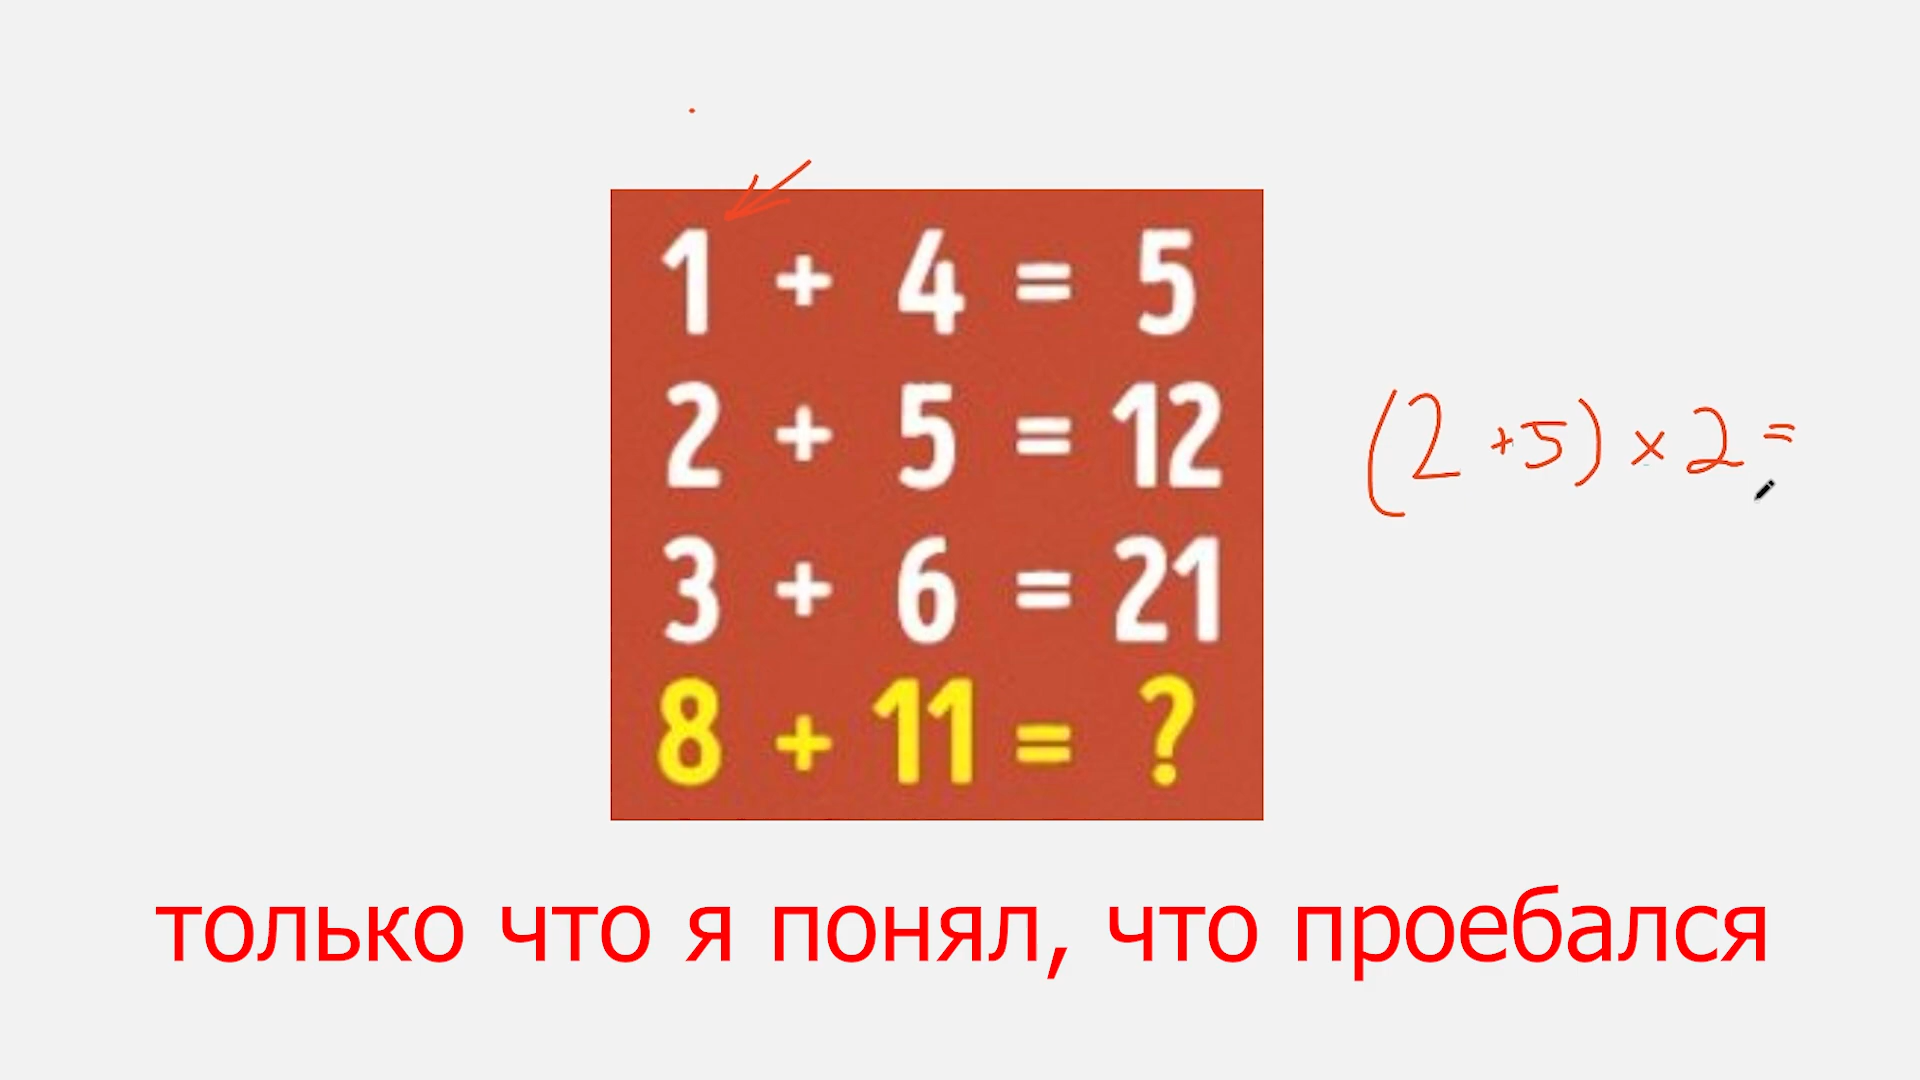 1 + 4 = 5
2 + 5 = 12
(2+5)×2=
3 + 6 = 21
8 + 11 = ?
только что я понял, что проебался